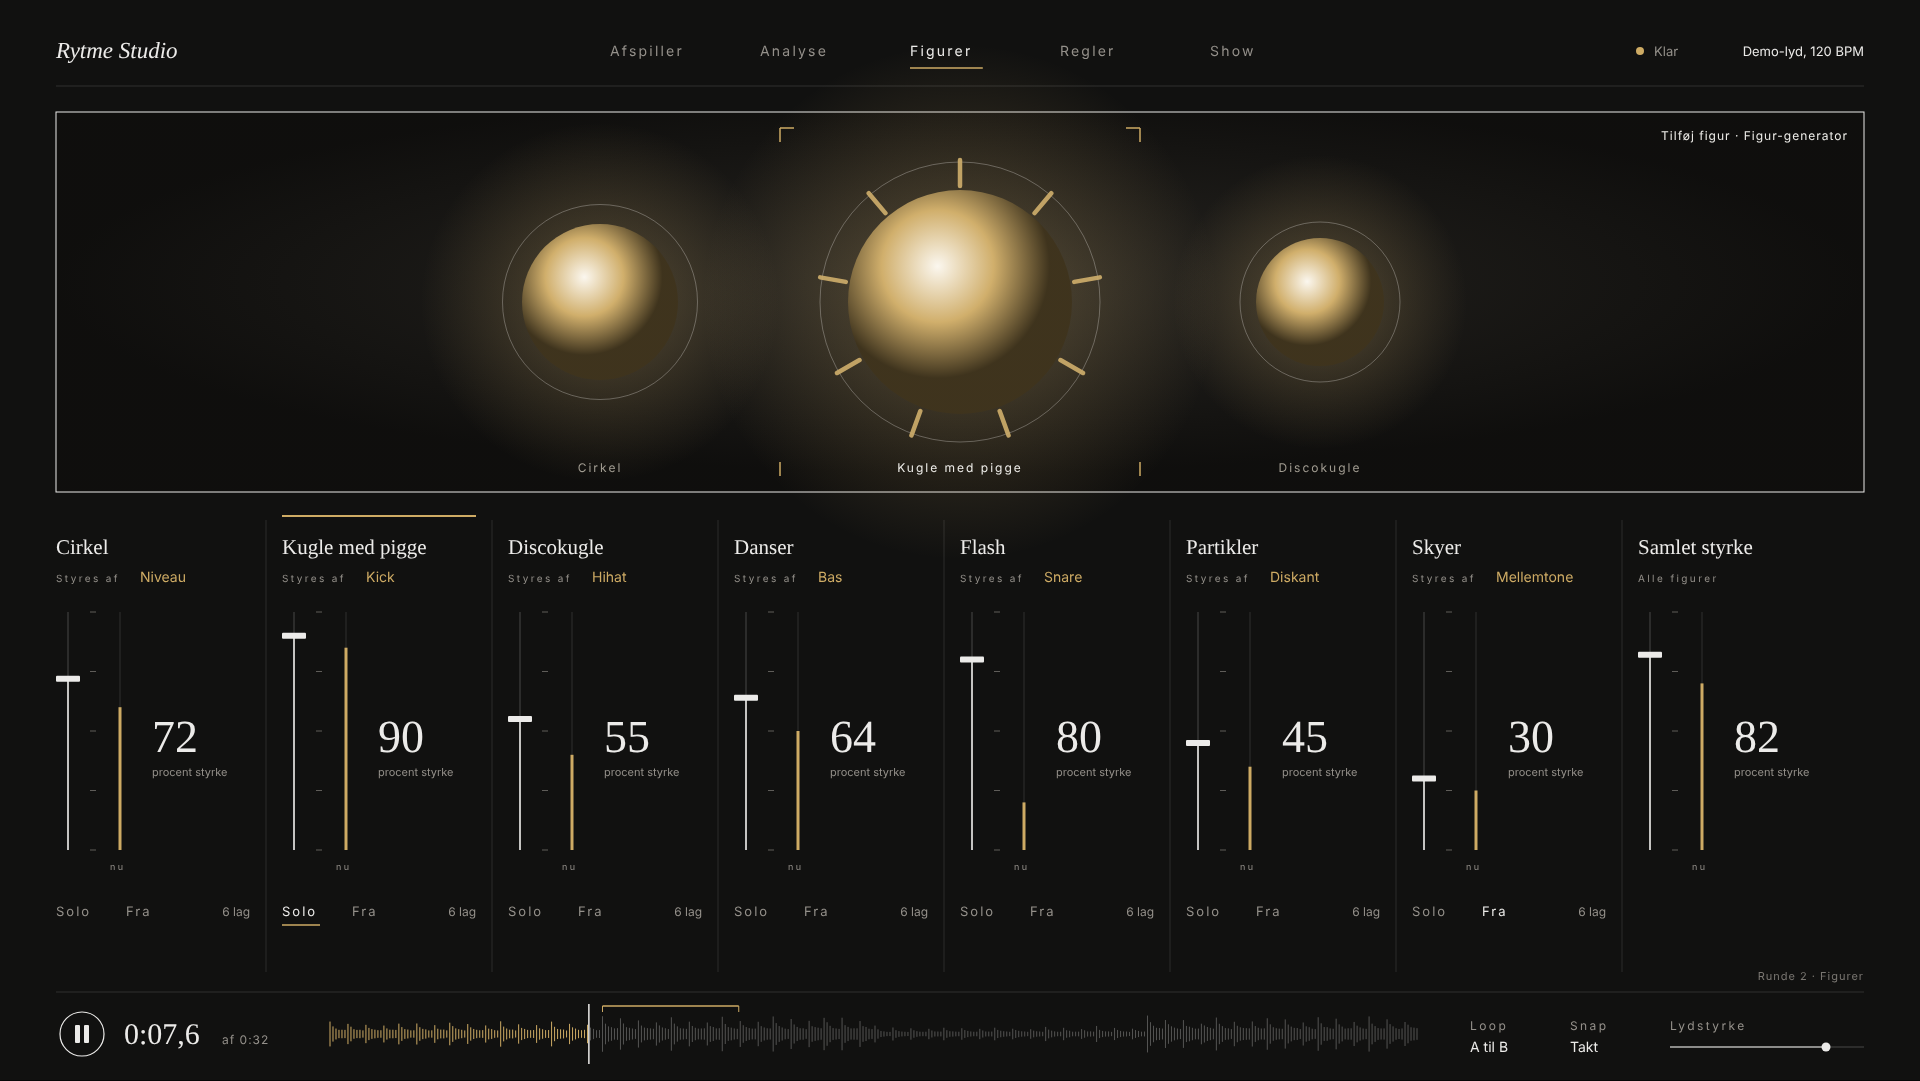 Rytme Studio
Afspiller
Analyse
Figurer
Regler
Show
Klar
Demo-lyd, 120 BPM
Tilføj figur · Figur-generator
Cirkel
Kugle med pigge
Discokugle
Cirkel
Styres af Niveau
72
procent styrke
nu
Solo Fra 6 lag
Kugle med pigge
Styres af Kick
90
procent styrke
nu
Solo Fra 6 lag
Discokugle
Styres af Hihat
55
procent styrke
nu
Solo Fra 6 lag
Danser
Styres af Bas
64
procent styrke
nu
Solo Fra 6 lag
Flash
Styres af Snare
80
procent styrke
nu
Solo Fra 6 lag
Partikler
Styres af Diskant
45
procent styrke
nu
Solo Fra 6 lag
Skyer
Styres af Mellemtone
30
procent styrke
nu
Solo Fra 6 lag
Samlet styrke
Alle figurer
82
procent styrke
nu
Runde 2 · Figurer
0:07,6 af 0:32
Loop
A til B
Snap
Takt
Lydstyrke